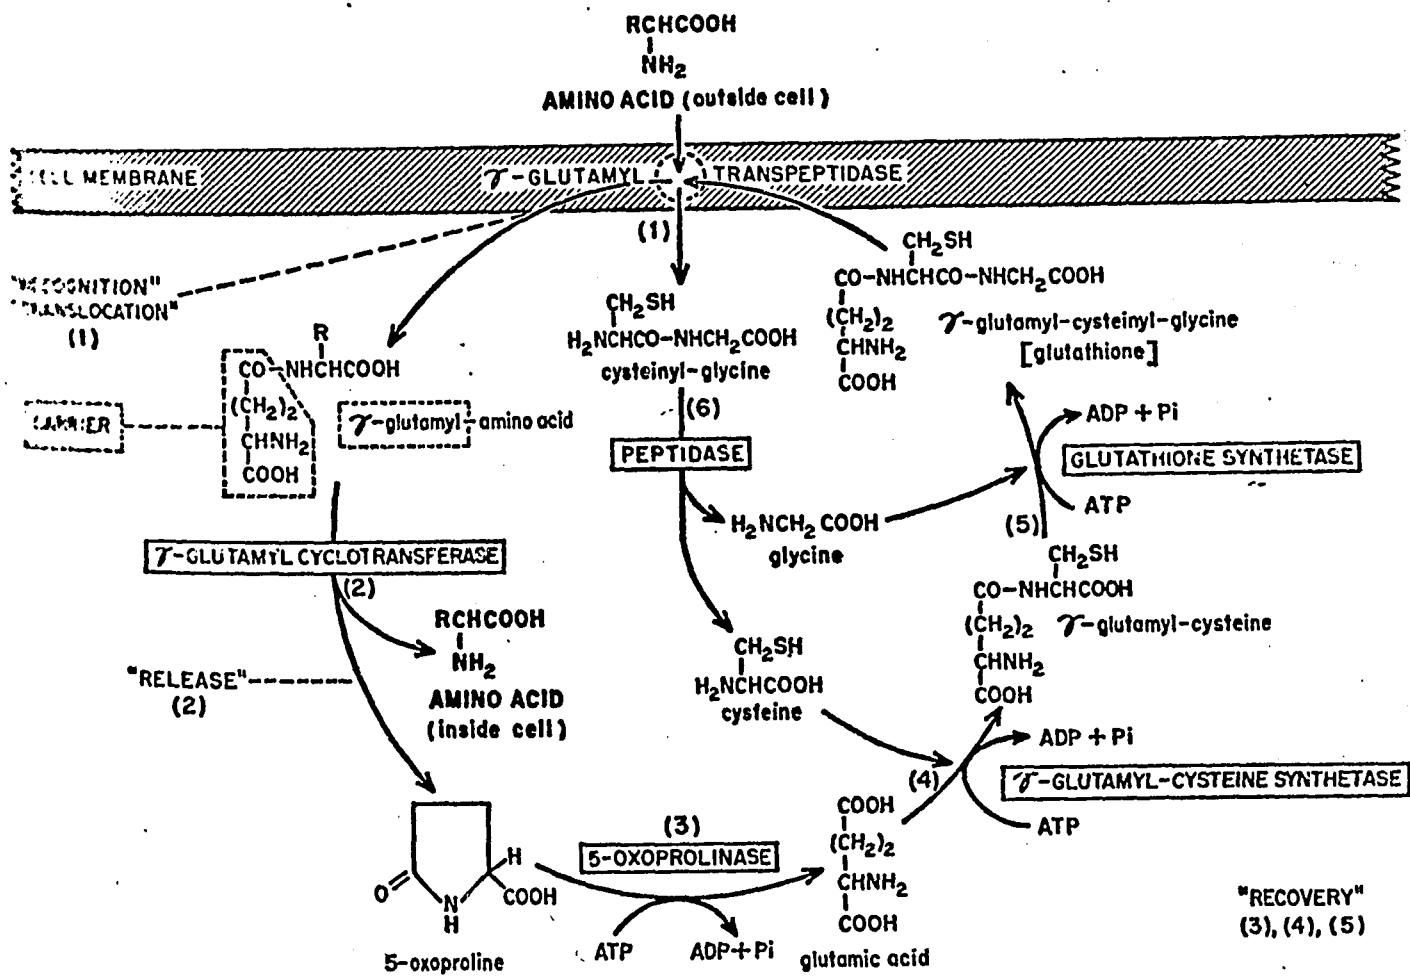 RCHCOOH
NH2
AMINO ACID (outside cell)
CELL MEMBRANE
γ-GLUTAMYL TRANSPEPTIDASE
(1)
CH2SH
CO-NHCHCO-NHCH2COOH
(CH2)2
CHNH2
COOH
γ-glutamyl-cysteinyl-glycine
[glutathione]
"RECOGNITION"
"TRANSLOCATION"
(1)
CH2SH
H2NCHCO-NHCH2COOH
cysteinyl-glycine
R
CO-NHCHCOOH
(CH2)2
CHNH2
COOH
CARRIER
γ-glutamyl-amino acid
(6)
PEPTIDASE
ADP + Pi
GLUTATHIONE SYNTHETASE
ATP
(5)
H2NCH2COOH
glycine
γ-GLUTAMYL CYCLOTRANSFERASE
(2)
RCHCOOH
NH2
AMINO ACID
(inside cell)
"RELEASE"
(2)
CH2SH
CO-NHCHCOOH
(CH2)2
CHNH2
COOH
γ-glutamyl-cysteine
CH2SH
H2NCHCOOH
cysteine
(4)
ADP + Pi
γ-GLUTAMYL-CYSTEINE SYNTHETASE
ATP
COOH
(CH2)2
CHNH2
COOH
glutamic acid
(3)
5-OXOPROLINASE
ATP
ADP+Pi
H
O
N
H
COOH
5-oxoproline
"RECOVERY"
(3), (4), (5)